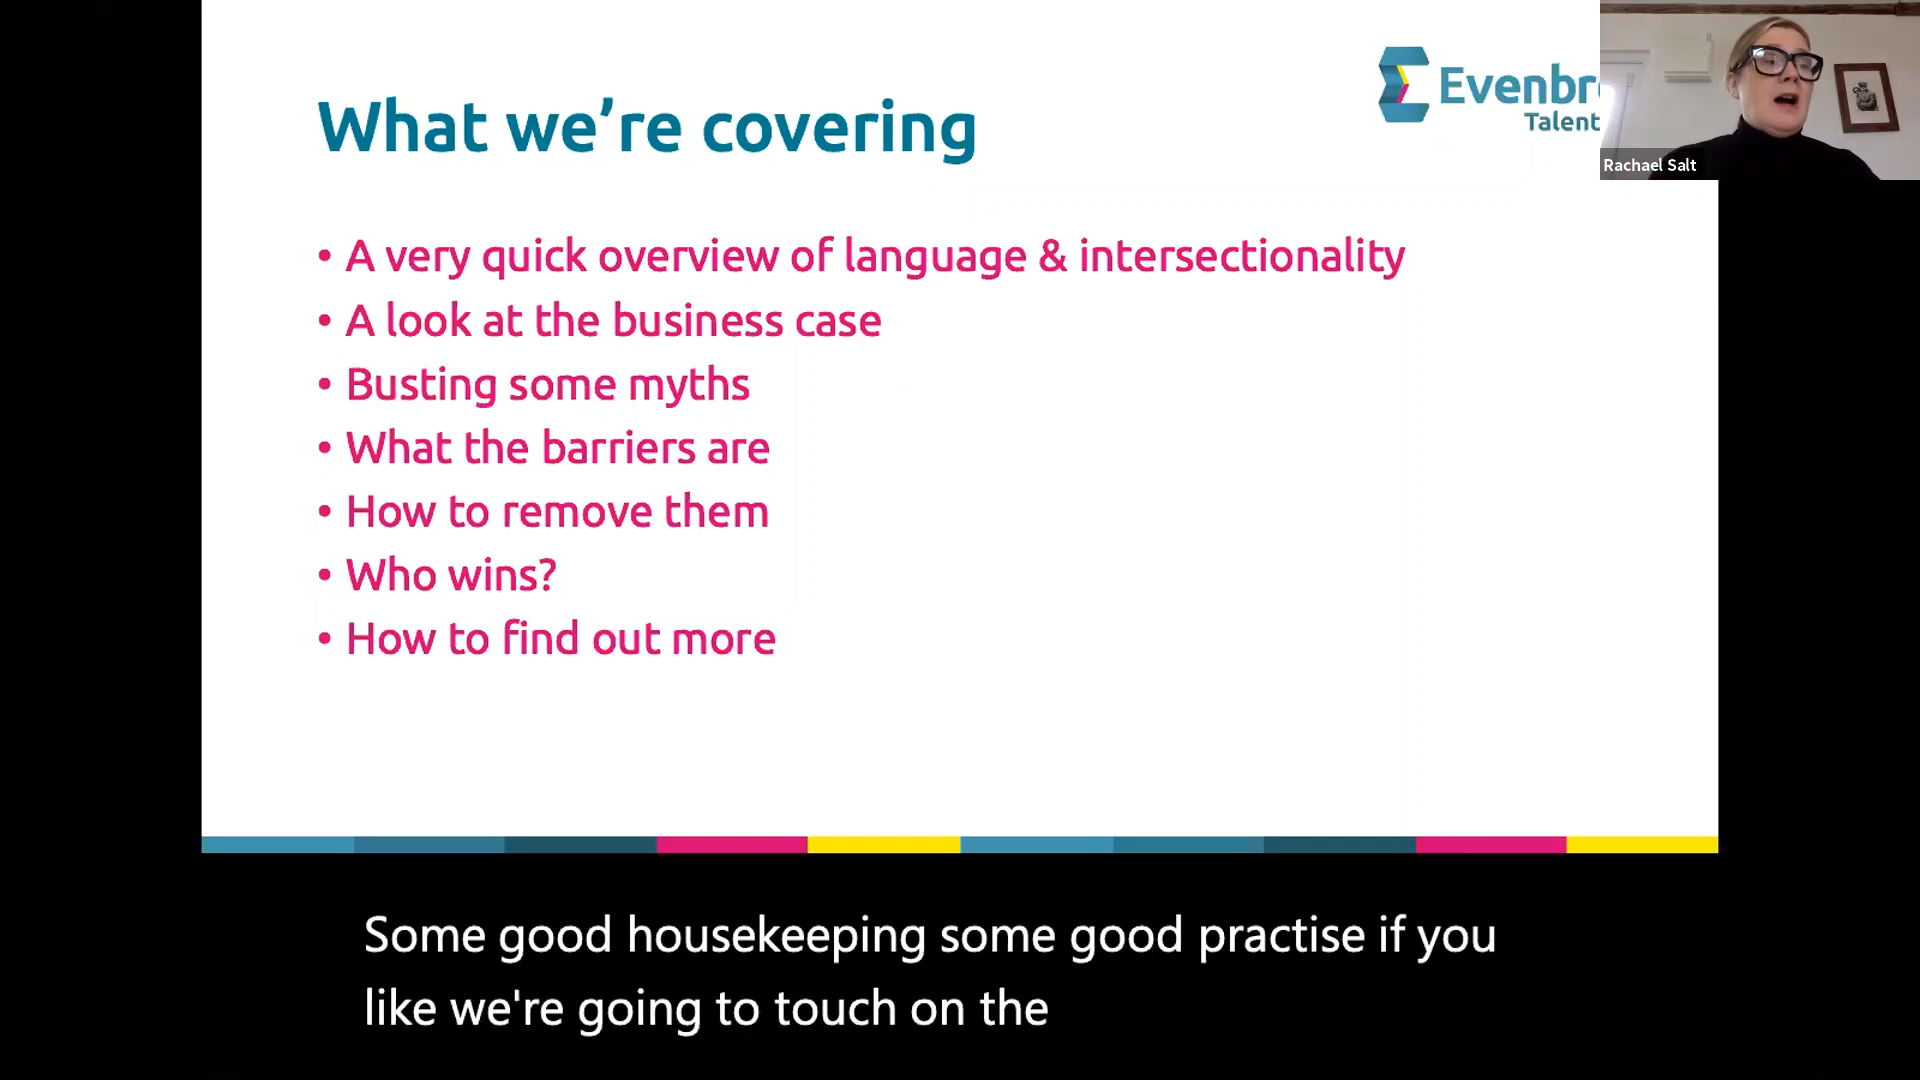 What we’re covering
Evenbr
Talent
Rachael Salt
• A very quick overview of language & intersectionality
• A look at the business case
• Busting some myths
• What the barriers are
• How to remove them
• Who wins?
• How to find out more
Some good housekeeping some good practise if you
like we're going to touch on the